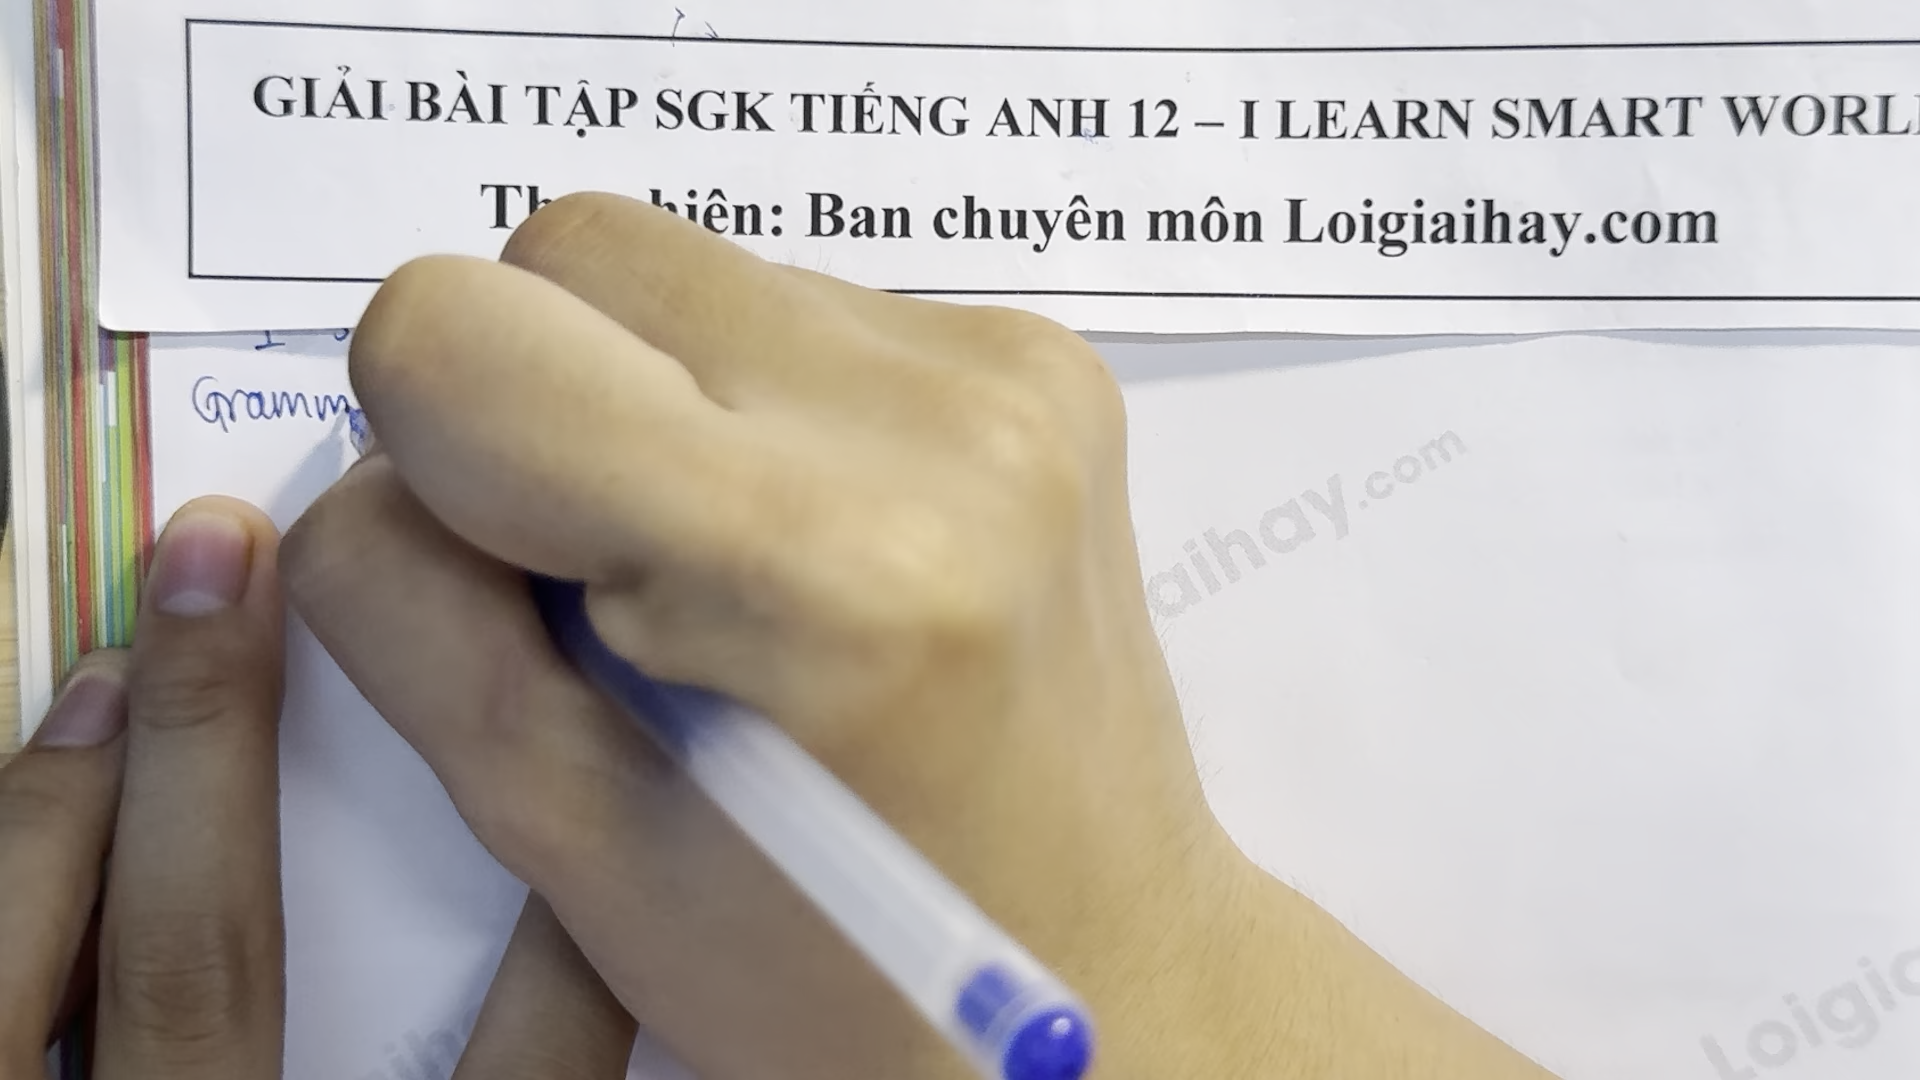 GIẢI BÀI TẬP SGK TIẾNG ANH 12 – I LEARN SMART WORL
hiện: Ban chuyên môn Loigiaihay.com
Gramm
aihay.com
Loigia